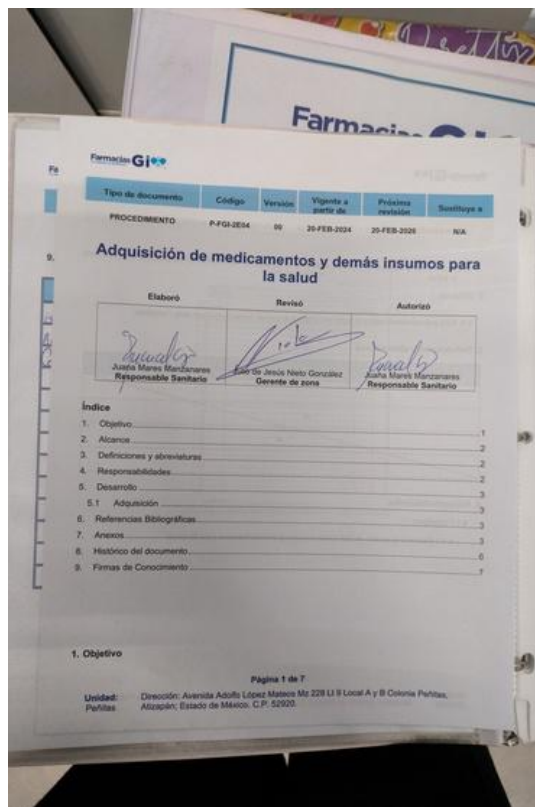 Farmacias
Farmacias Gi
Tipo de documento Código Versión Vigente a partir de Próxima revisión Sustituye a
PROCEDIMIENTO P-FGI-2E04 00 20-FEB-2024 20-FEB-2026 N/A
9.
Adquisición de medicamentos y demás insumos para
la salud
Elaboró Revisó Autorizó
Juana Mares Manzanares de Jesús Nieto González Juana Mares Manzanares
Responsable Sanitario Gerente de zona Responsable Sanitario
Índice
1. Objetivo 1
2. Alcance 2
3. Definiciones y abreviaturas 2
4. Responsabilidades 2
5. Desarrollo 3
5.1 Adquisición 3
6. Referencias Bibliográficas 3
7. Anexos 3
8. Histórico del documento 6
9. Firmas de Conocimiento 7
1. Objetivo
Página 1 de 7
Unidad: Dirección: Avenida Adolfo López Mateos Mz 228 Lt 9 Local A y B Colonia Peñitas,
Peñitas Atizapán; Estado de México. C.P. 52920.